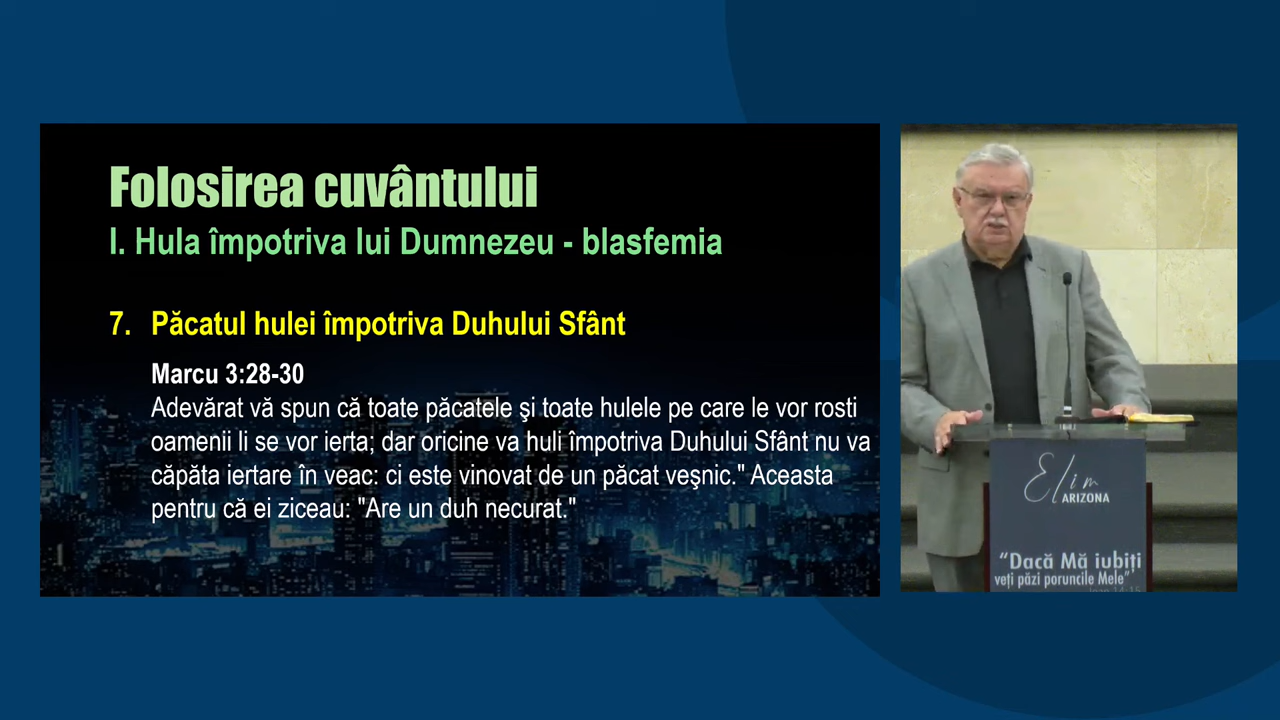 Folosirea cuvântului
I. Hula împotriva lui Dumnezeu - blasfemia
7. Păcatul hulei împotriva Duhului Sfânt
Marcu 3:28-30
Adevărat vă spun că toate păcatele şi toate hulele pe care le vor rosti
oamenii li se vor ierta; dar oricine va huli împotriva Duhului Sfânt nu va
căpăta iertare în veac: ci este vinovat de un păcat veşnic." Aceasta
pentru că ei ziceau: "Are un duh necurat."
Elim
ARIZONA
"Dacă Mă iubiți
veți păzi poruncile Mele"
Ioan 14:15